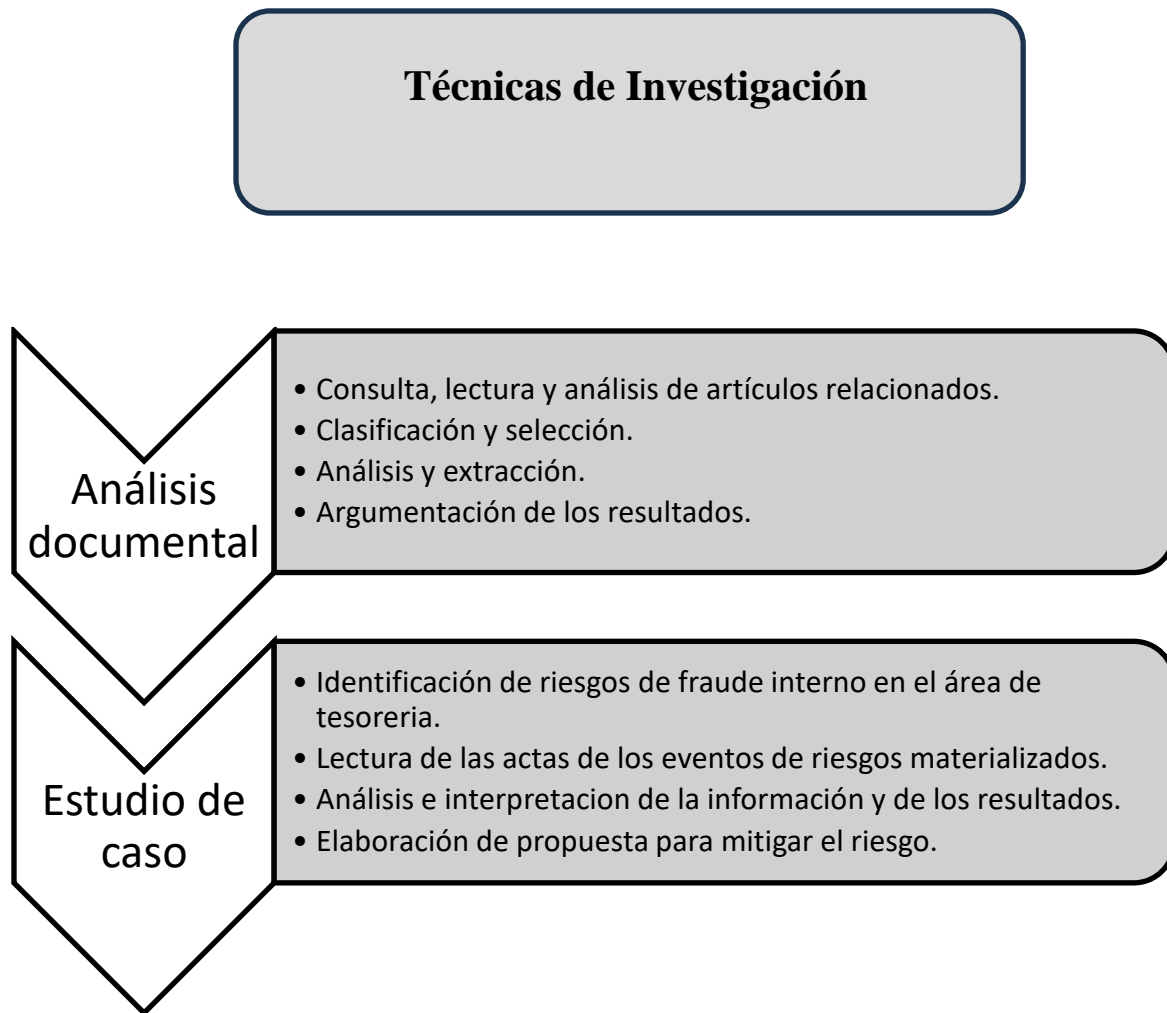 Técnicas de Investigación
Análisis
documental
• Consulta, lectura y análisis de artículos relacionados.
• Clasificación y selección.
• Análisis y extracción.
• Argumentación de los resultados.
Estudio de
caso
• Identificación de riesgos de fraude interno en el área de
tesoreria.
• Lectura de las actas de los eventos de riesgos materializados.
• Análisis e interpretacion de la información y de los resultados.
• Elaboración de propuesta para mitigar el riesgo.